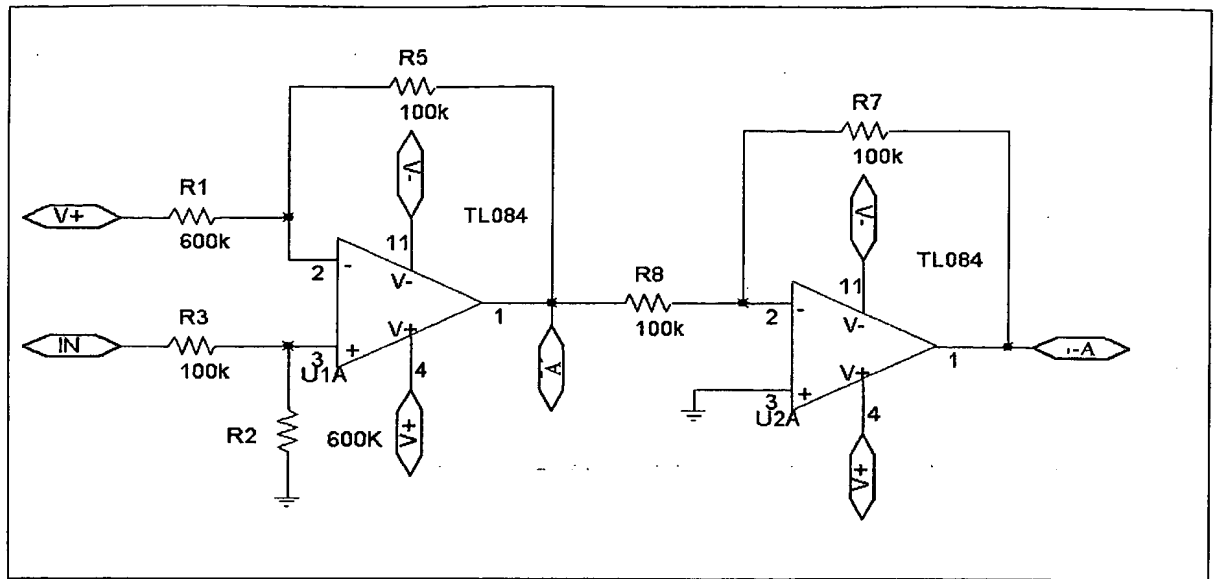 R5
100k
V-
R7
100k
R1
V+
600k
TL084
V-
11
2
-
V-
TL084
R8
11
R3
1
2
-
V-
IN
V+
100k
1
-A
100k
3
+
U1A
4
A
V+
3
+
U2A
4
R2
600K
V+
V+